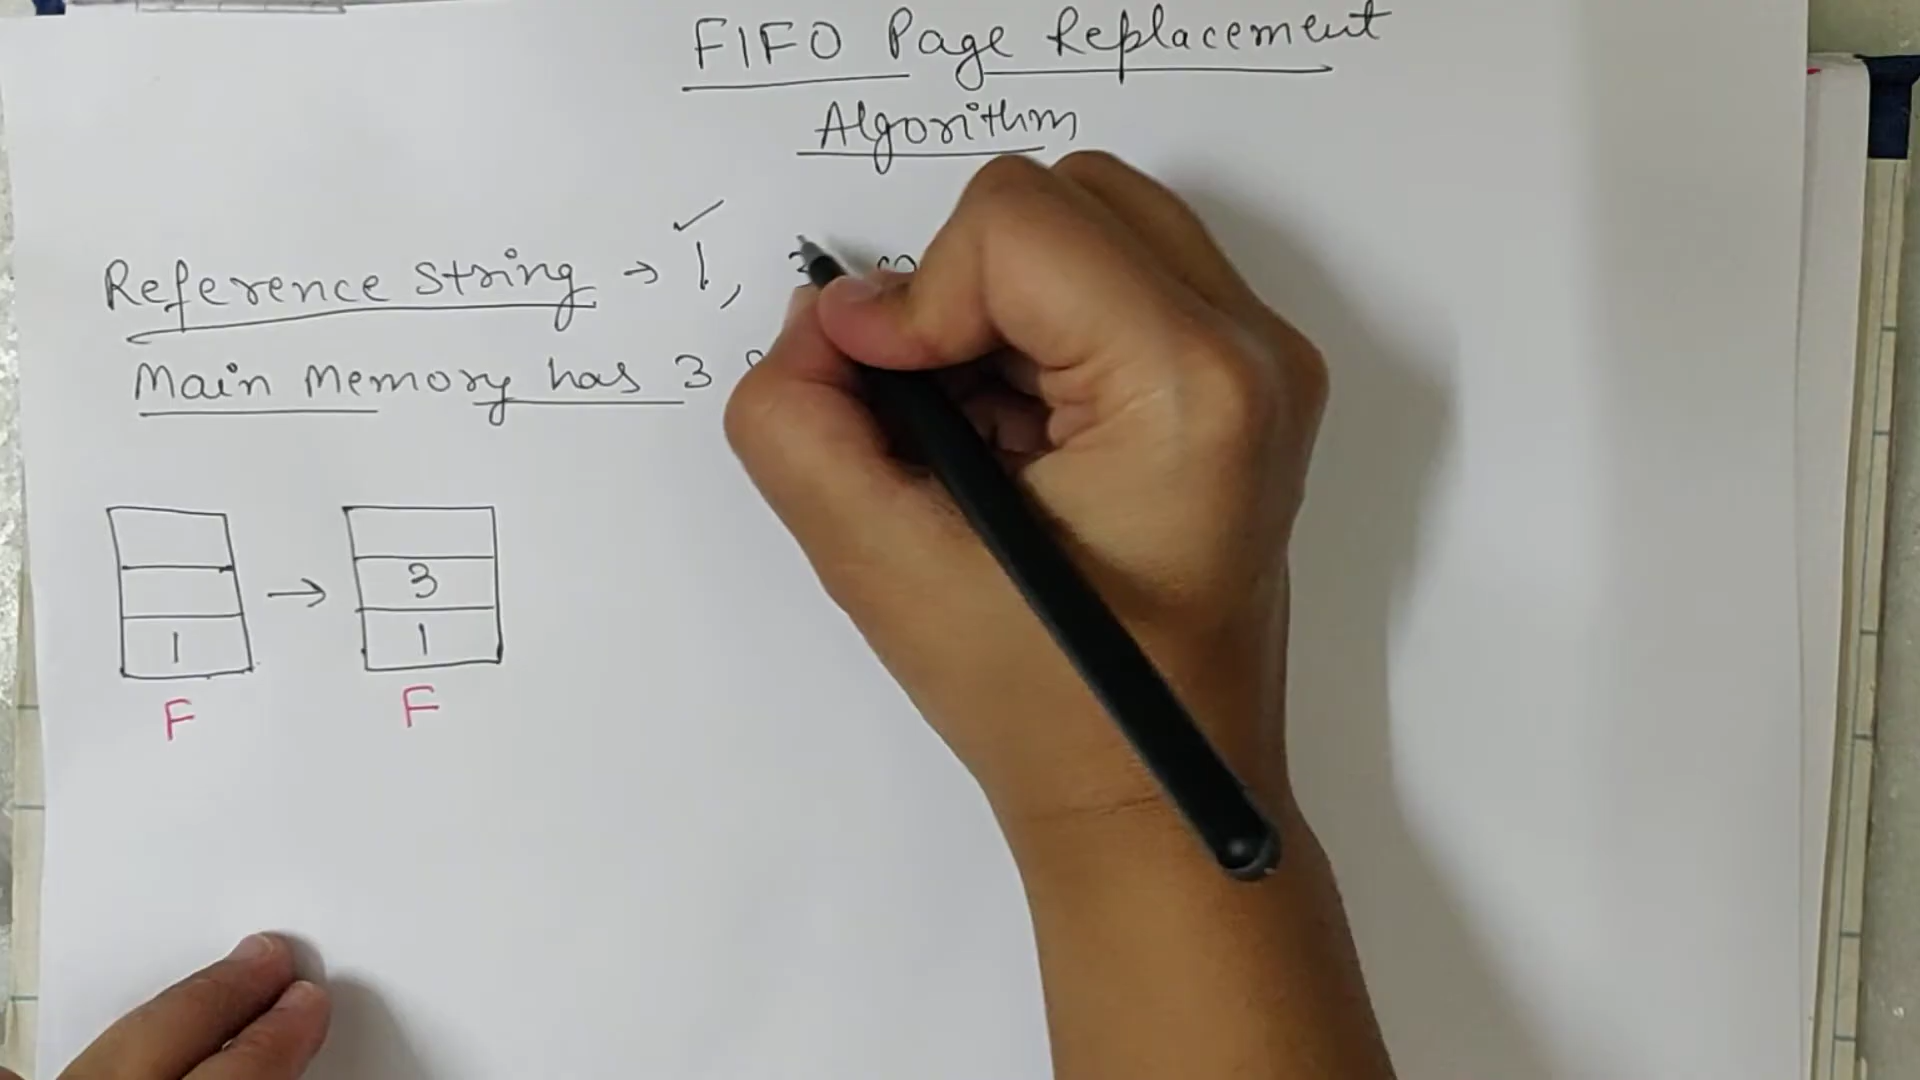 FIFO Page Replacement
Algorithm
Reference String → 1, 3
Main Memory has 3
3
1
1
F
F